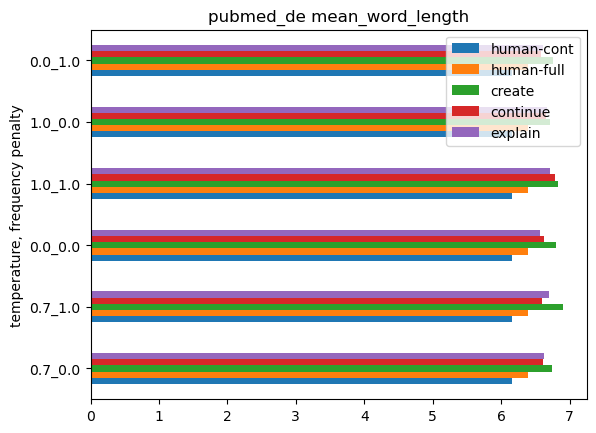 pubmed_de mean_word_length
temperature, frequency penalty
0.0_1.0
1.0_0.0
1.0_1.0
0.0_0.0
0.7_1.0
0.7_0.0
human-cont
human-full
create
continue
explain
0 1 2 3 4 5 6 7